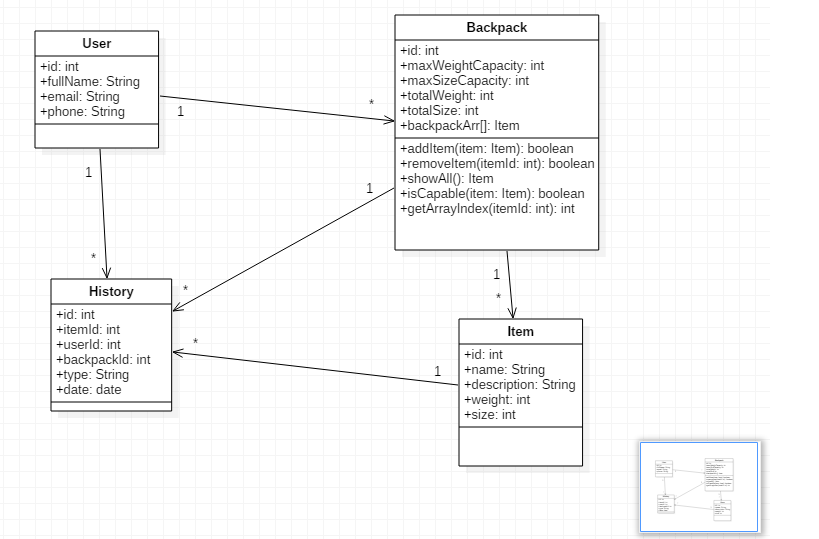 User
+id: int
+fullName: String
+email: String
+phone: String
Backpack
+id: int
+maxWeightCapacity: int
+maxSizeCapacity: int
+totalWeight: int
+totalSize: int
+backpackArr[]: Item
+addItem(item: Item): boolean
+removeItem(itemId: int): boolean
+showAll(): Item
+isCapable(item: Item): boolean
+getArrayIndex(itemId: int): int
1
*
1
*
1
*
1
*
History
+id: int
+itemId: int
+userId: int
+backpackId: int
+type: String
+date: date
*
1
Item
+id: int
+name: String
+description: String
+weight: int
+size: int